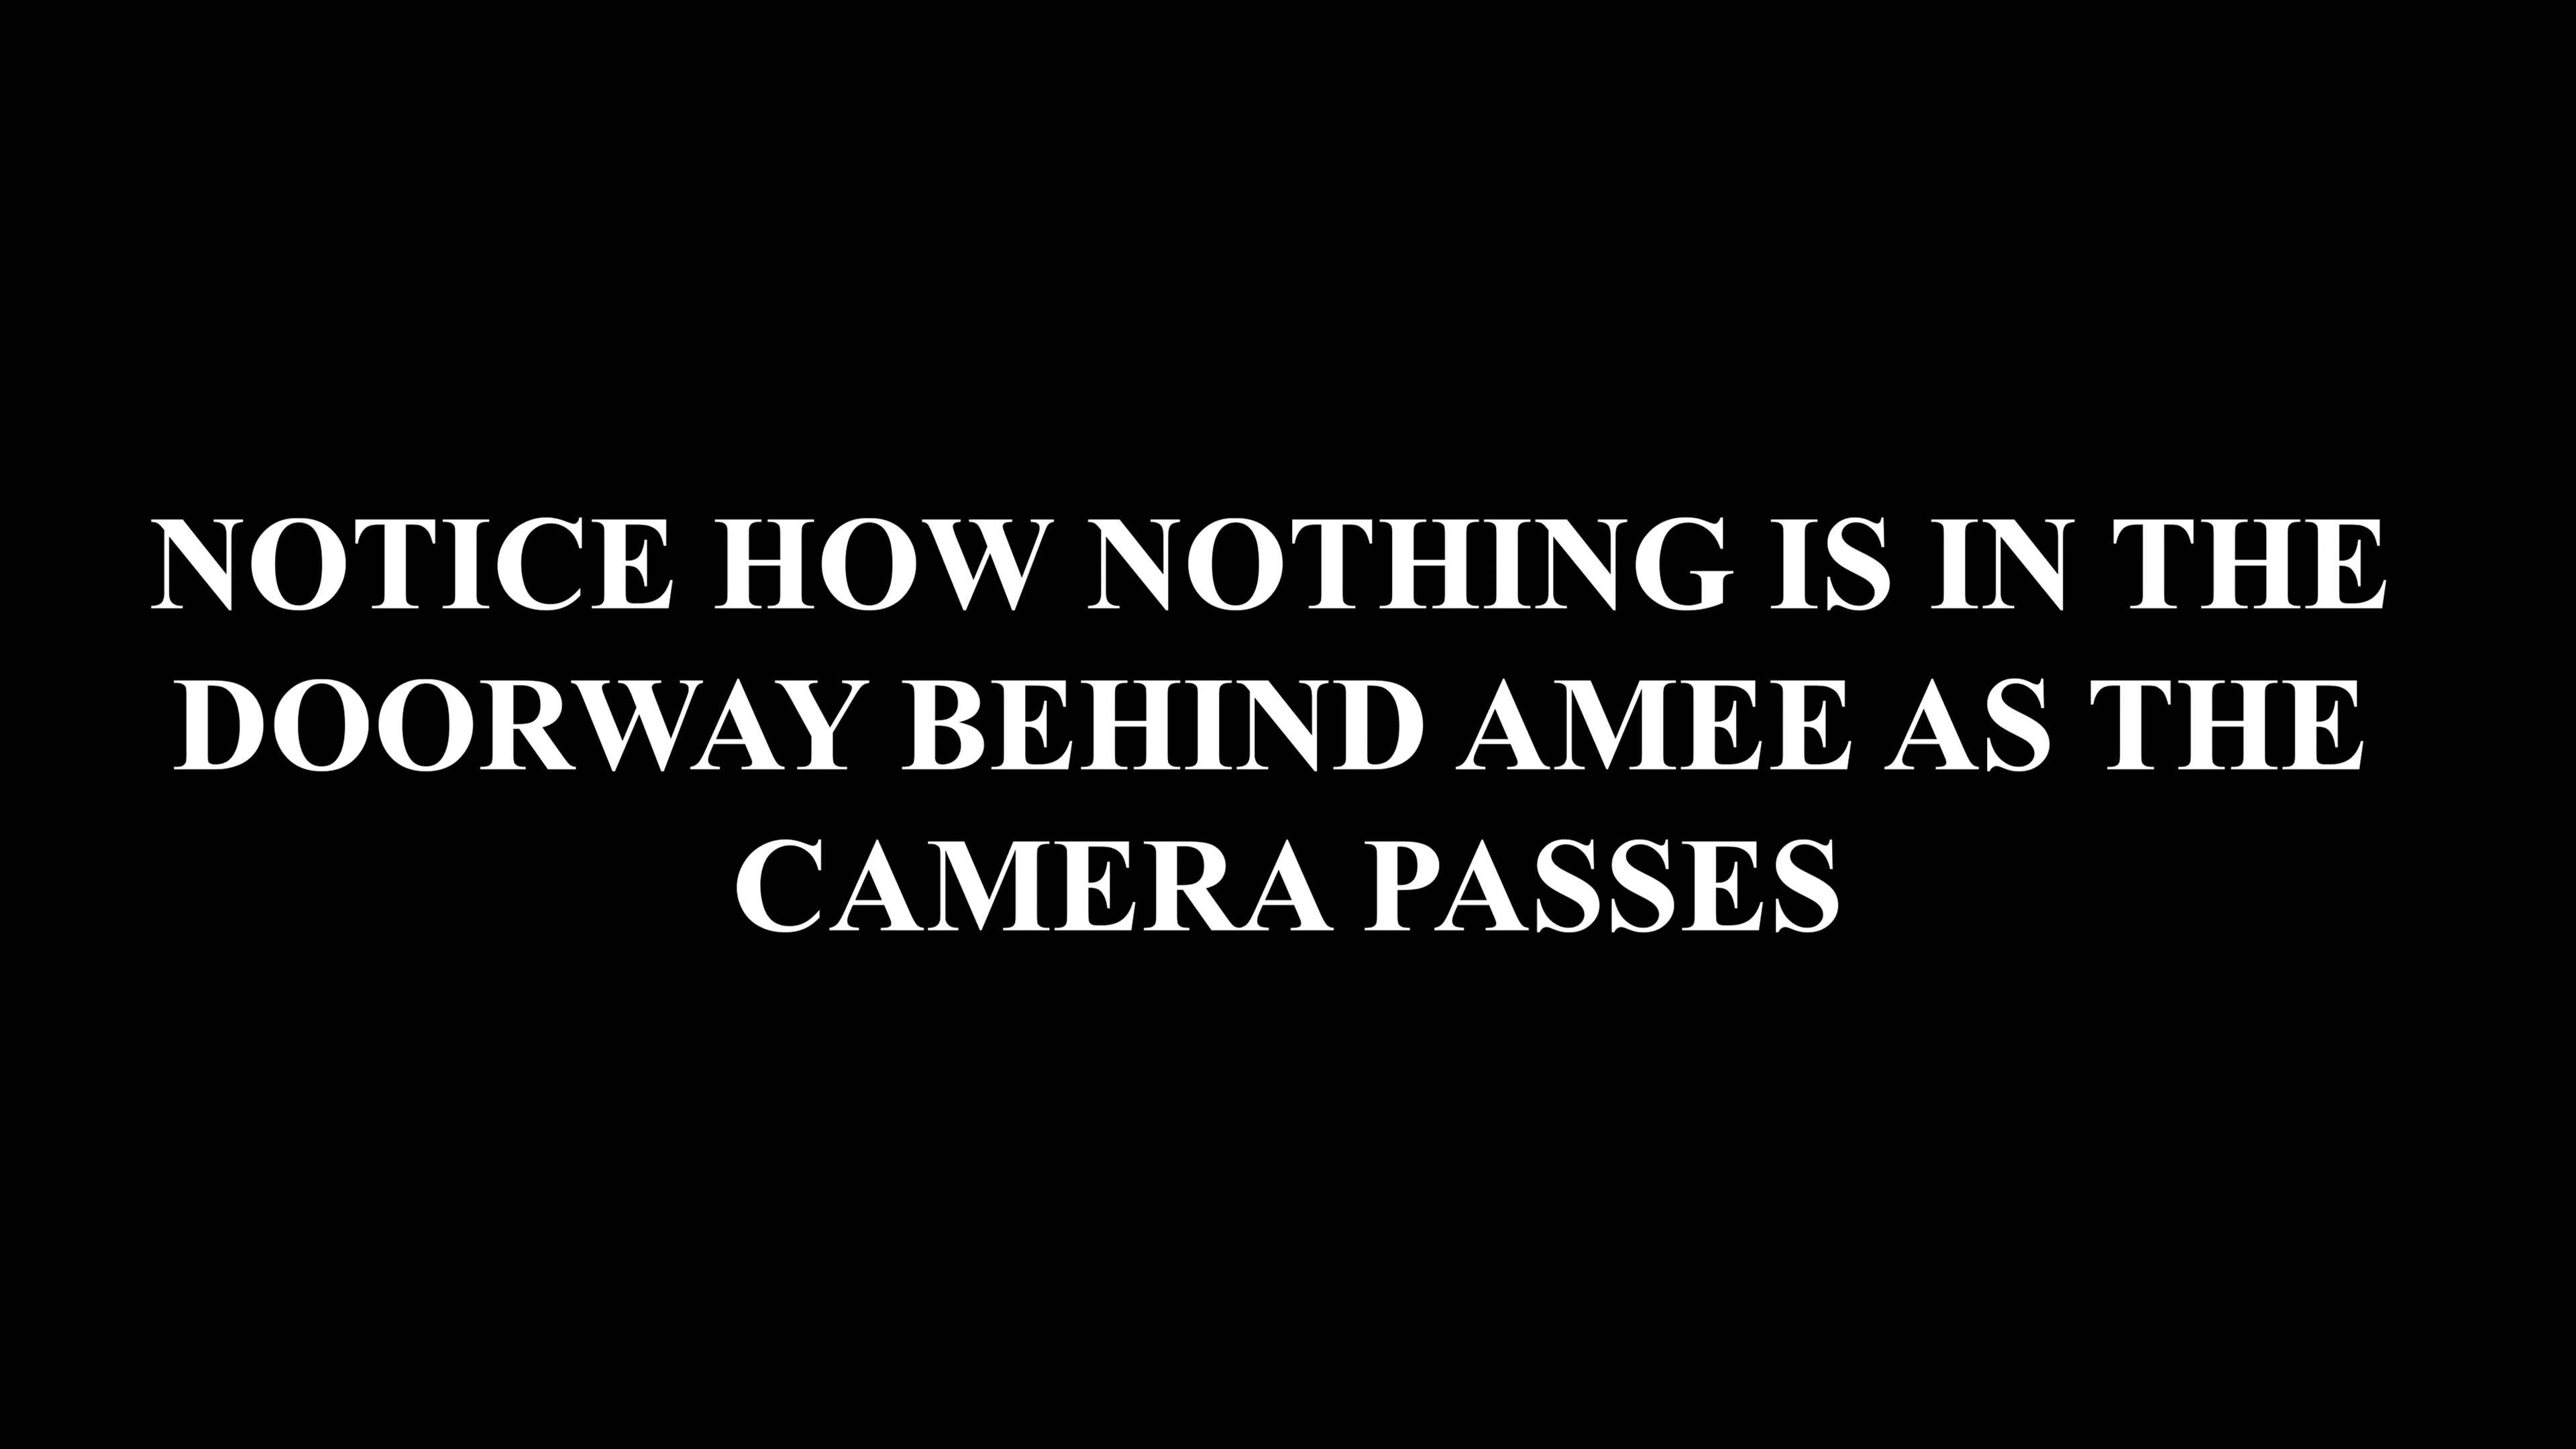 NOTICE HOW NOTHING IS IN THE
DOORWAY BEHIND AMEE AS THE
CAMERA PASSES